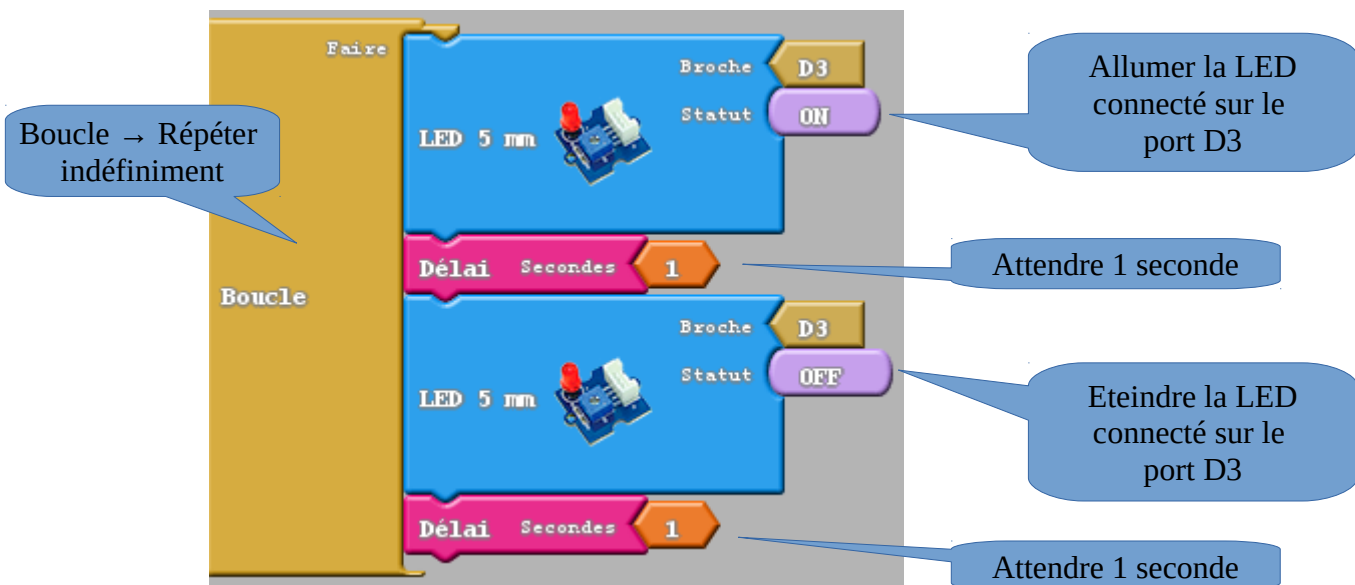 Faire
Broche D3
Statut ON
LED 5 mm
Allumer la LED
connecté sur le
port D3
Boucle → Répéter
indéfiniment
Délai Secondes 1
Attendre 1 seconde
Boucle
Broche D3
Statut OFF
LED 5 mm
Eteindre la LED
connecté sur le
port D3
Délai Secondes 1
Attendre 1 seconde